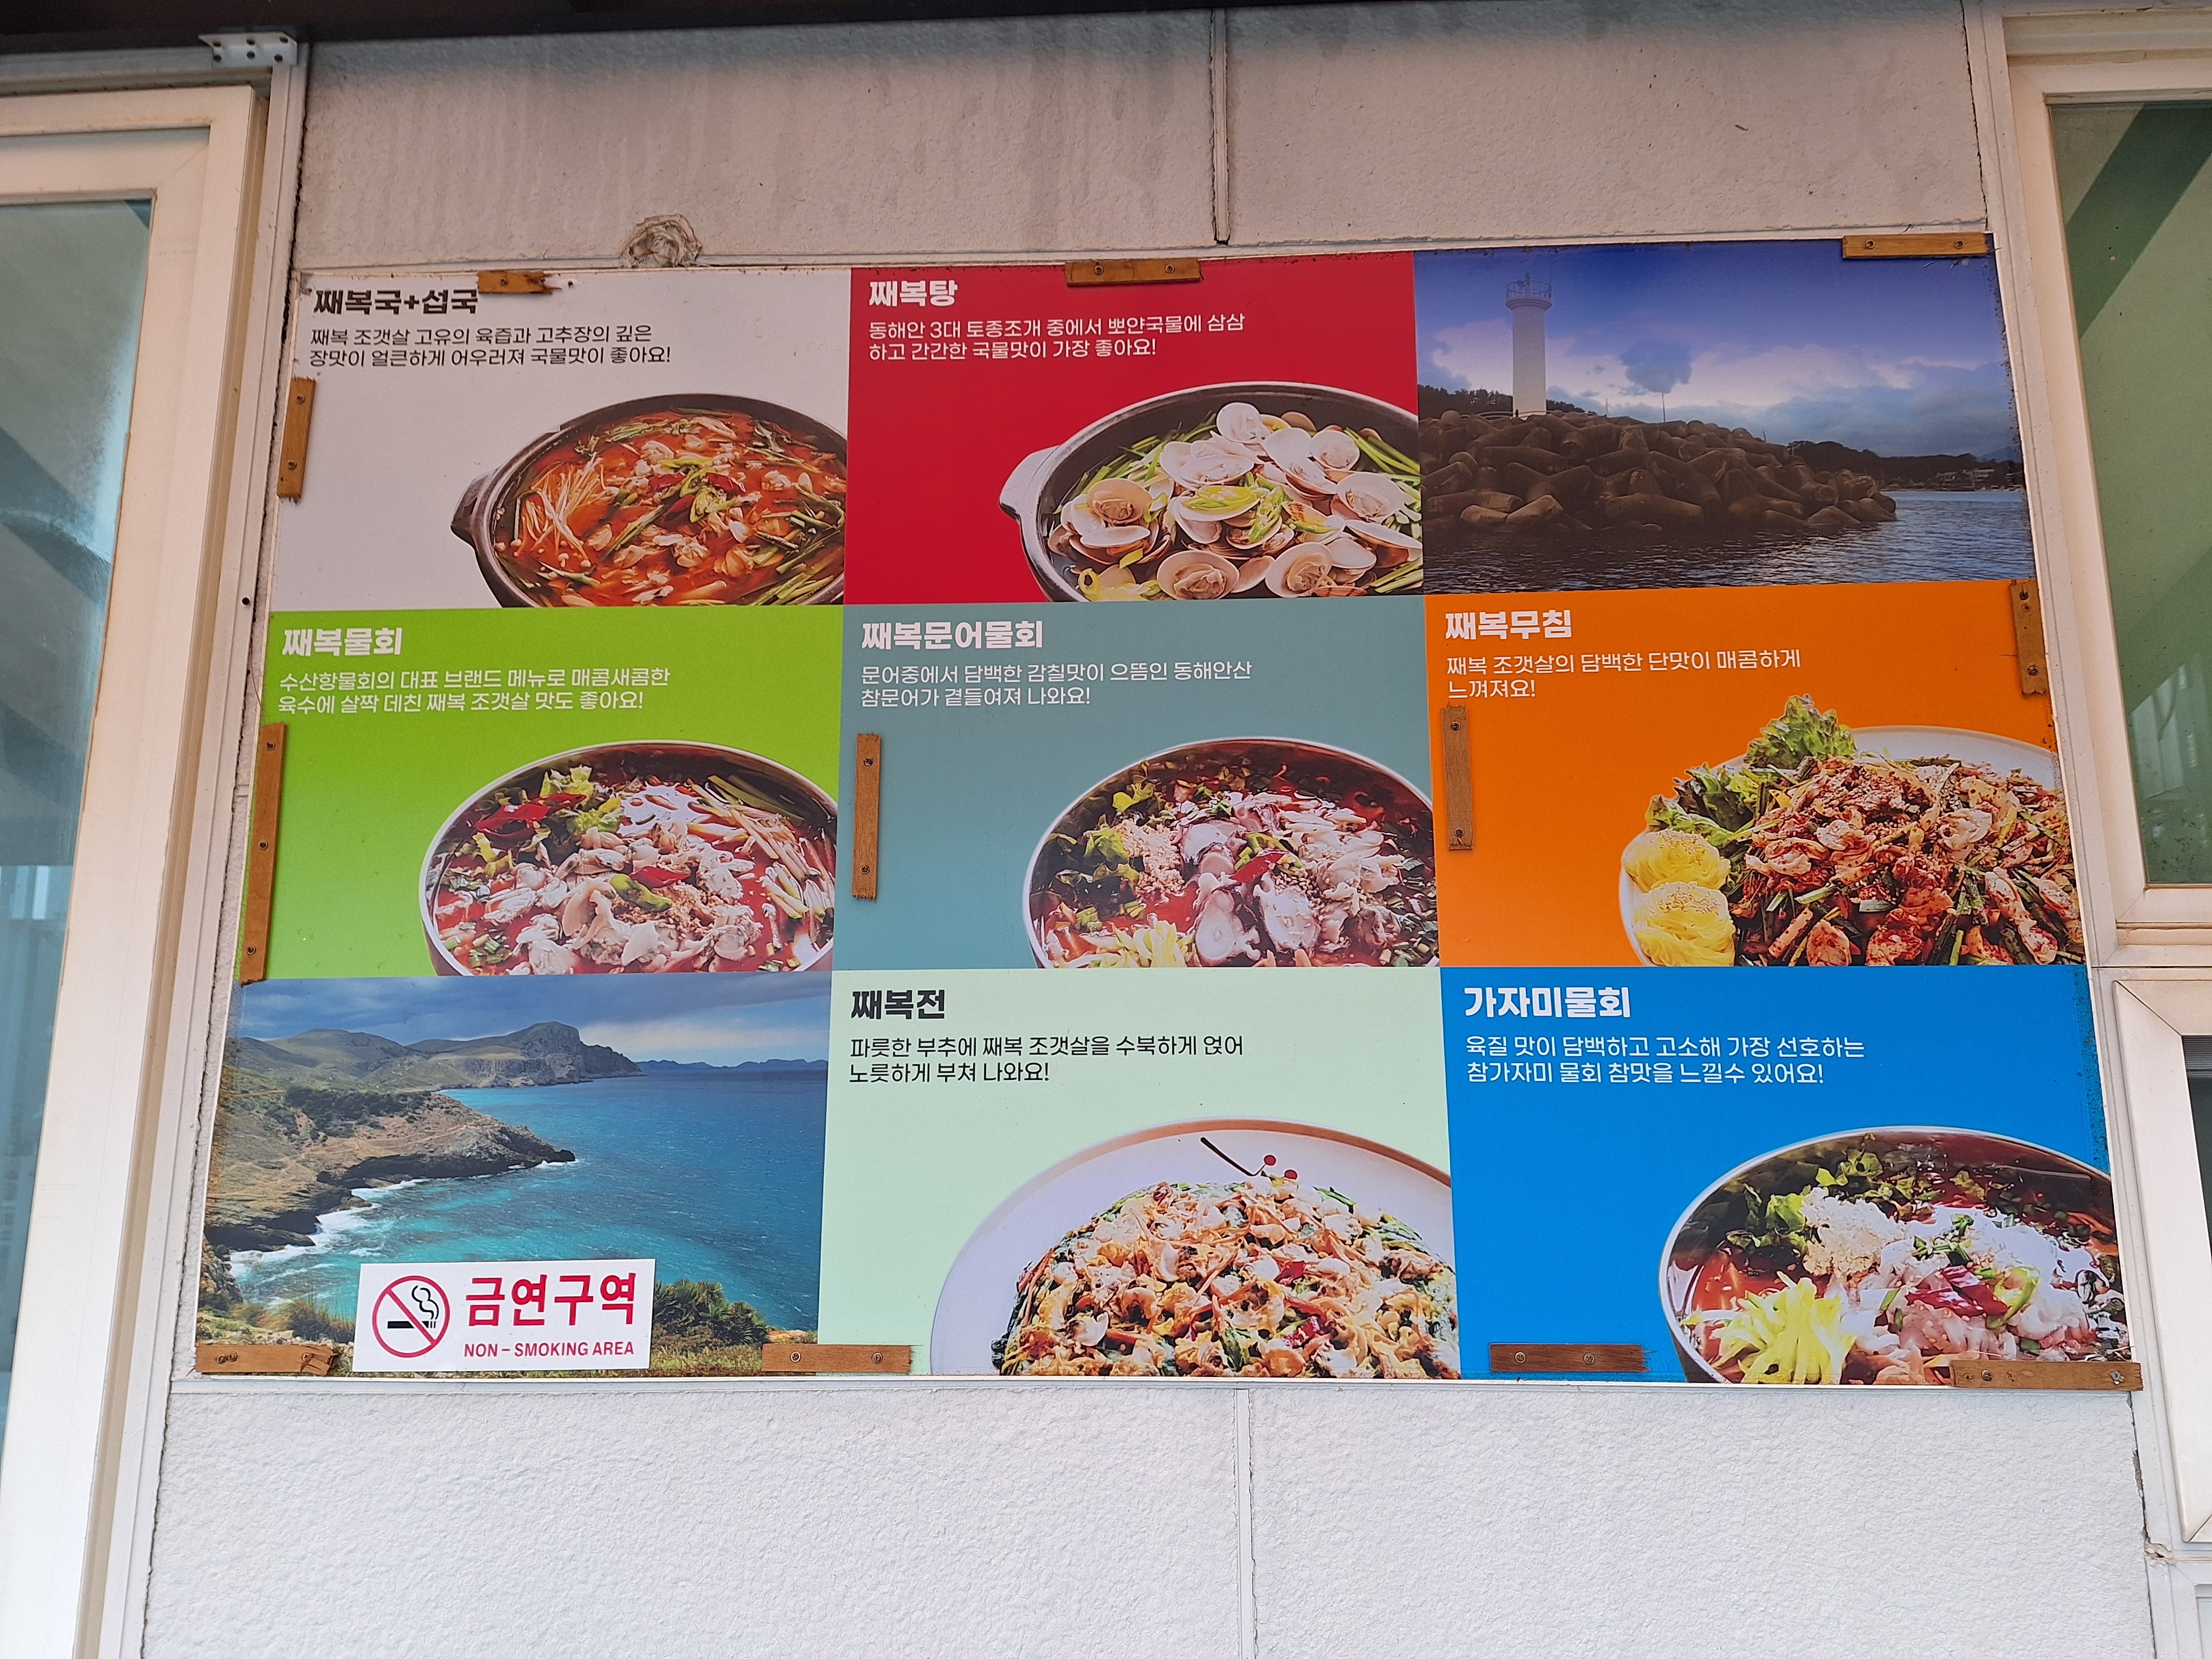 째복국+섭국
째복 조갯살 고유의 육즙과 고추장의 깊은
장맛이 얼큰하게 어우러져 국물맛이 좋아요!
째복탕
동해안 3대 토종조개 중에서 뽀얀국물에 삼삼
하고 간간한 국물맛이 가장 좋아요!
째복물회
수산항물회의 대표 브랜드 메뉴로 매콤새콤한
육수에 살짝 데친 째복 조갯살 맛도 좋아요!
째복문어물회
문어중에서 담백한 감칠맛이 으뜸인 동해안산
참문어가 곁들여져 나와요!
째복무침
째복 조갯살의 담백한 단맛이 매콤하게
느껴져요!
째복전
파릇한 부추에 째복 조갯살을 수북하게 얹어
노릇하게 부쳐 나와요!
가자미물회
육질 맛이 담백하고 고소해 가장 선호하는
참가자미 물회 참맛을 느낄수 있어요!
금연구역
NON-SMOKING AREA